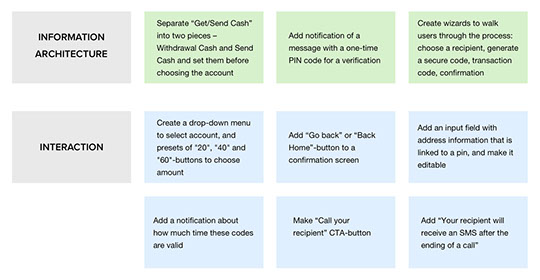 INFORMATION
ARCHITECTURE
Separate “Get/Send Cash”
into two pieces –
Withdrawal Cash and Send
Cash and set them before
choosing the account
Add notification of a
message with a one-time
PIN code for a verification
Create wizards to walk
users through the process:
choose a recipient, generate
a secure code, transaction
code, confirmation
INTERACTION
Create a drop-down menu
to select account, and
presets of "20", "40" and
"60"-buttons to choose
amount
Add “Go back” or “Back
Home”-button to a
confirmation screen
Add an input field with
address information that is
linked to a pin, and make it
editable
Add a notification about
how much time these codes
are valid
Make “Call your
recipient” CTA-button
Add “Your recipient will
receive an SMS after the
ending of a call”